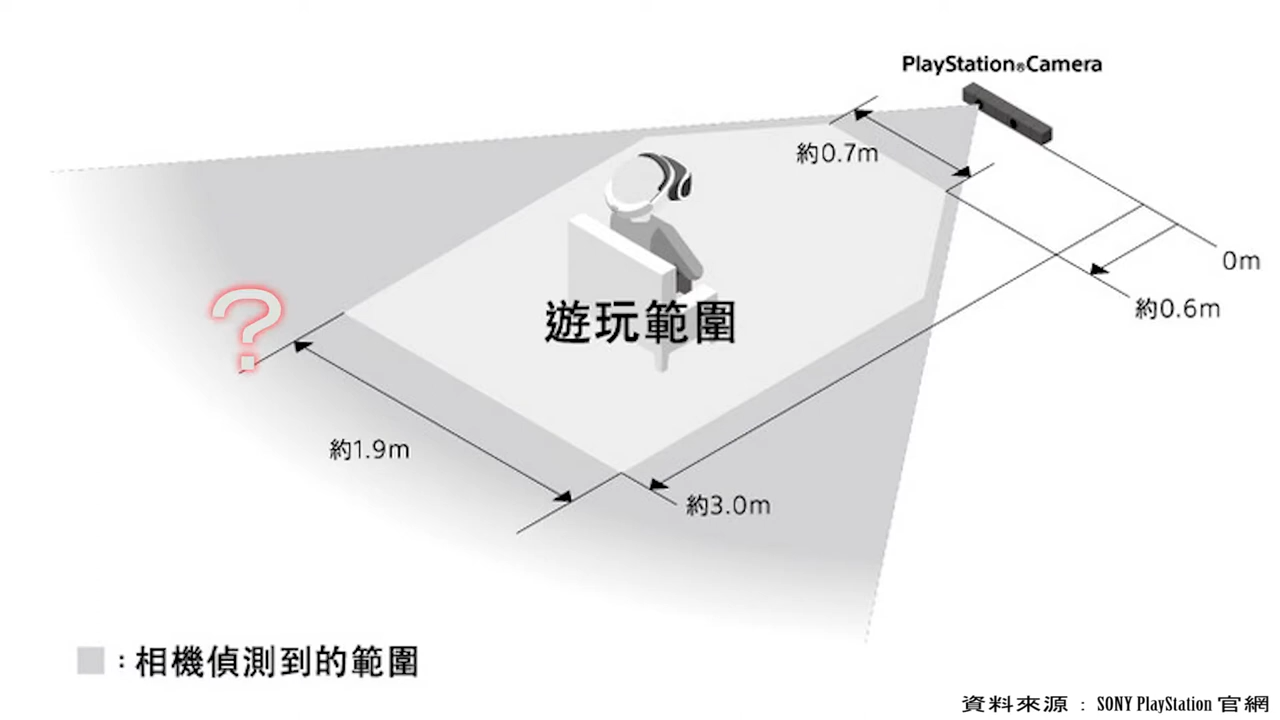 PlayStation®Camera
約0.7m
0m
約0.6m
遊玩範圍
?
約1.9m
約3.0m
：相機偵測到的範圍
資料來源：SONY PlayStation 官網